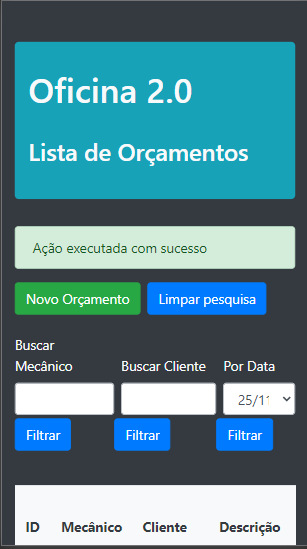 Oficina 2.0
Lista de Orçamentos
Ação executada com sucesso
Novo Orçamento Limpar pesquisa
Buscar
Mecânico Buscar Cliente Por Data
25/11
Filtrar Filtrar Filtrar
ID Mecânico Cliente Descrição